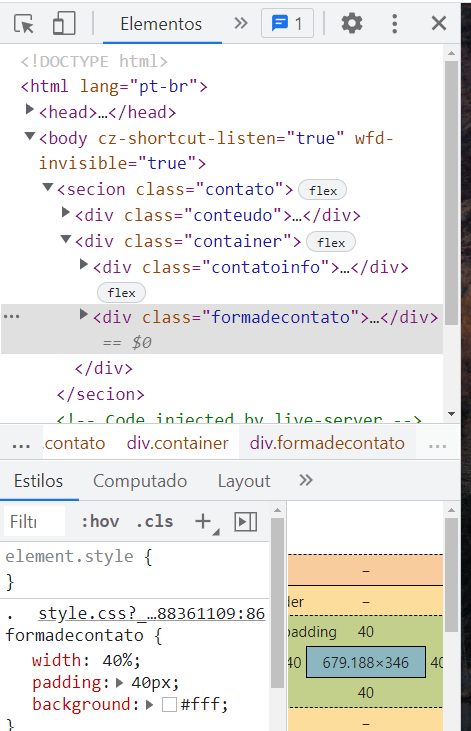 Elementos 1
<!DOCTYPE html>
<html lang="pt-br">
<head>…</head>
<body cz-shortcut-listen="true" wfd-
invisible="true">
<secion class="contato"> flex
<div class="conteudo">…</div>
<div class="container"> flex
<div class="contatoinfo">…</div>
flex
… <div class="formadecontato">…</div>
== $0
</div>
</secion>
<!-- Code injected by live-server -->
… .contato div.container div.formadecontato …
Estilos Computado Layout
Filtr :hov .cls
element.style {
}
. style.css?_…88361109:86
formadecontato {
width: 40%;
padding: 40px;
background: #fff;
}
–
der –
padding 40
40 679.188×346 40
40
–